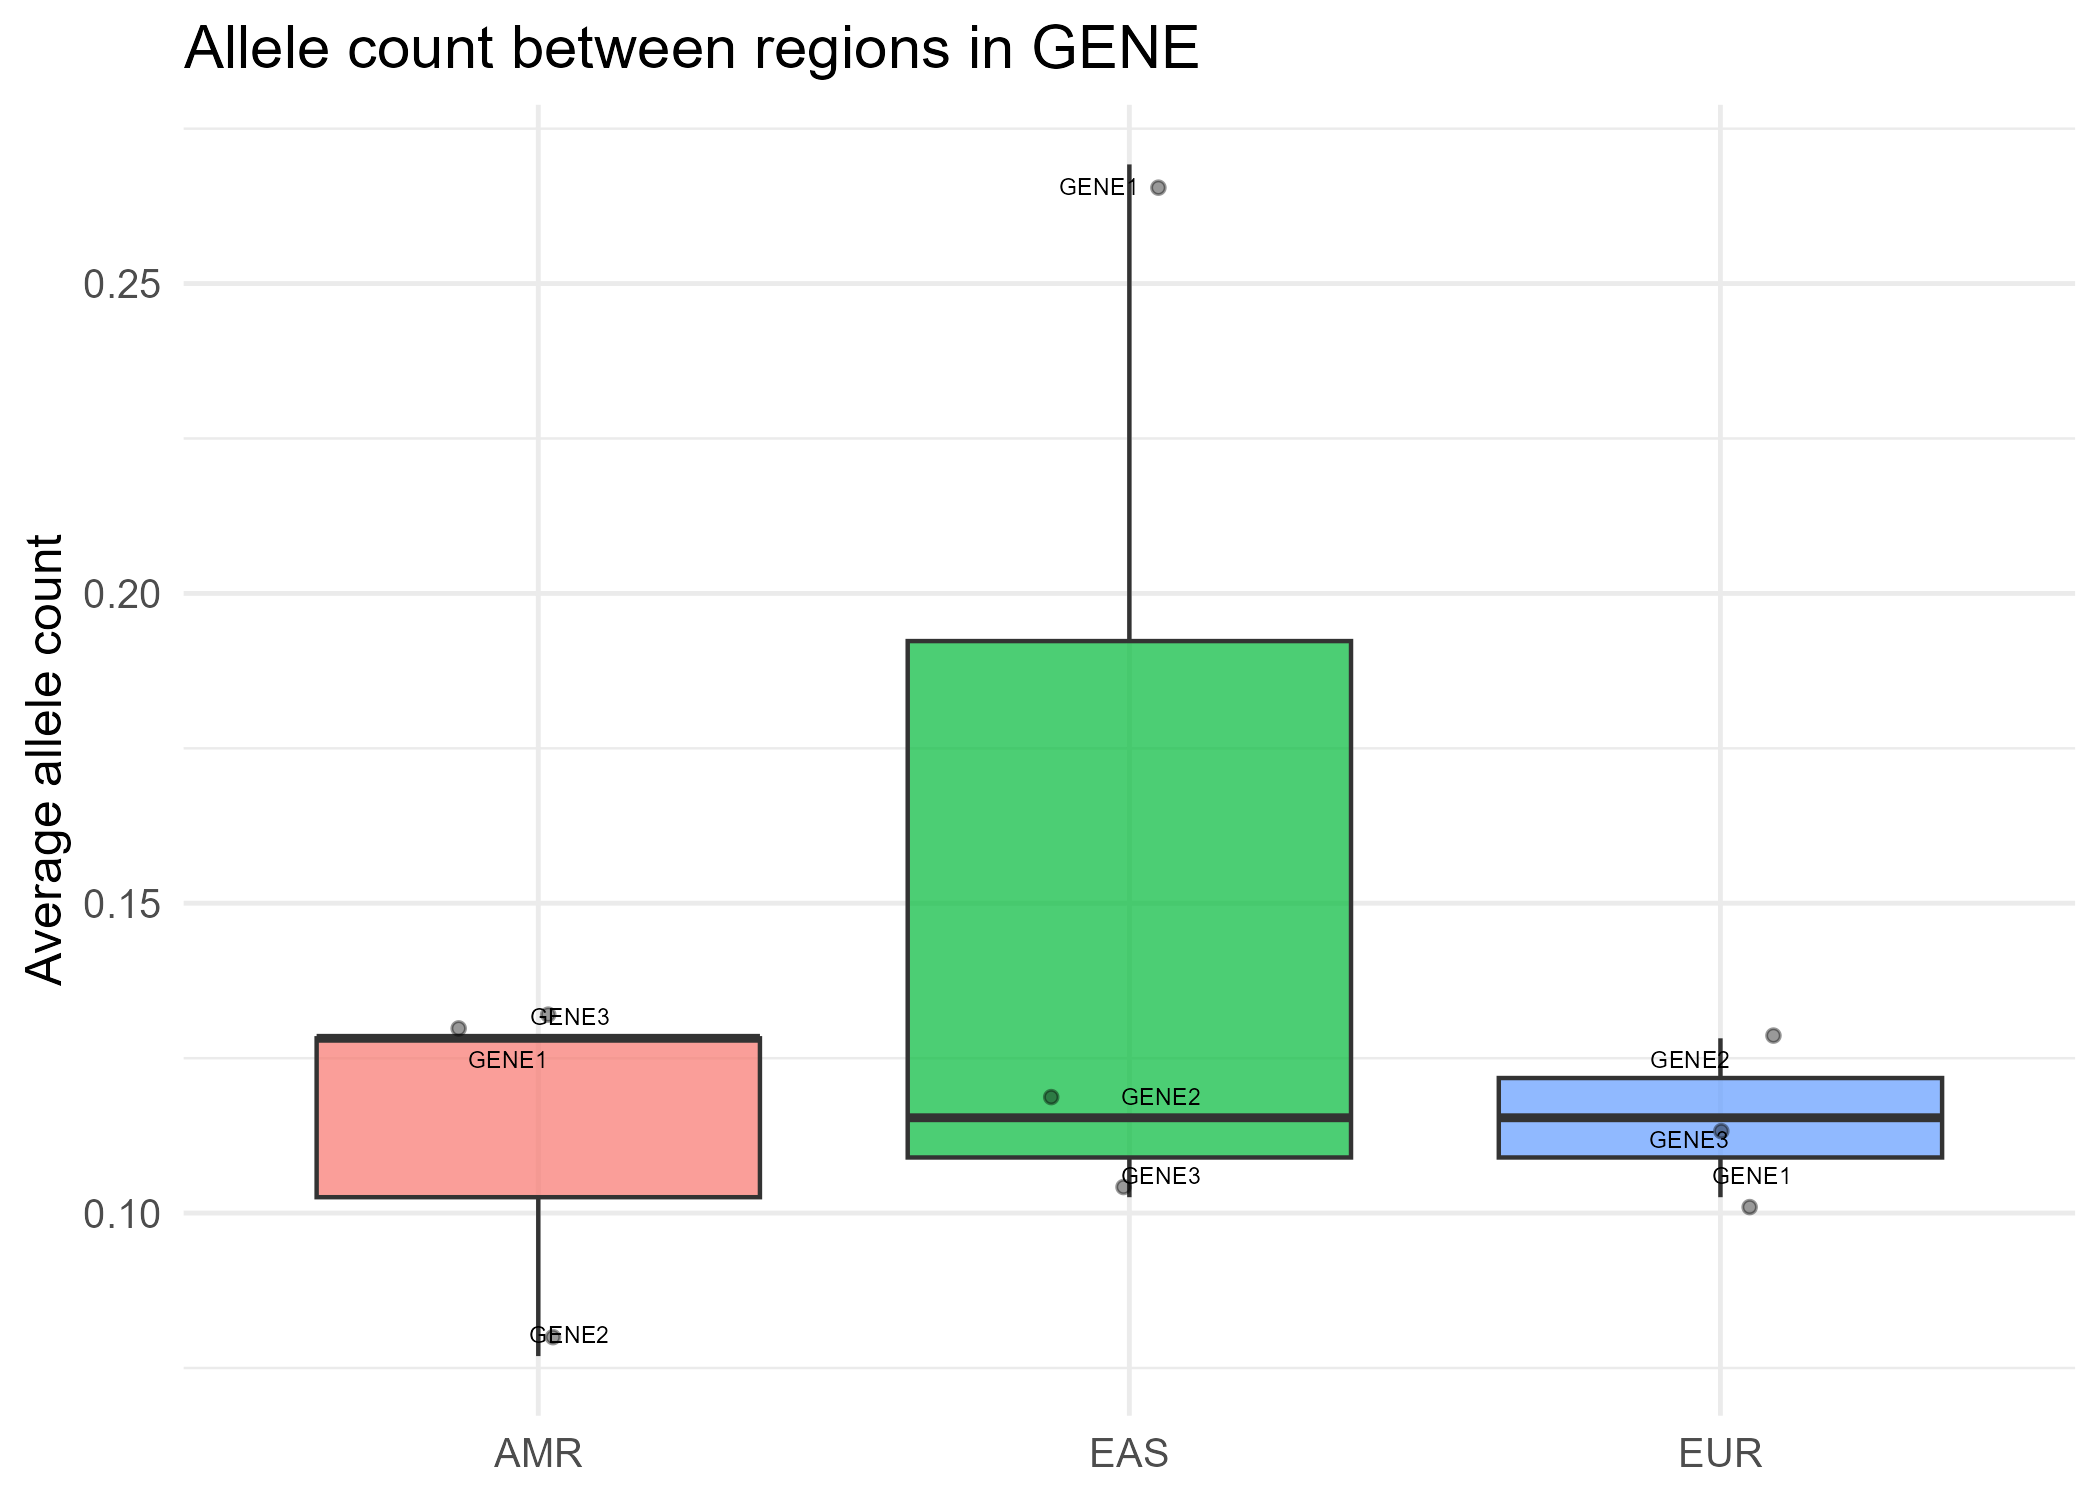 Allele count between regions in GENE
Average allele count
0.25
0.20
0.15
0.10
GENE1
GENE3
GENE1
GENE2
GENE2
GENE2
GENE3
GENE3
GENE1
GENE2
AMR
EAS
EUR